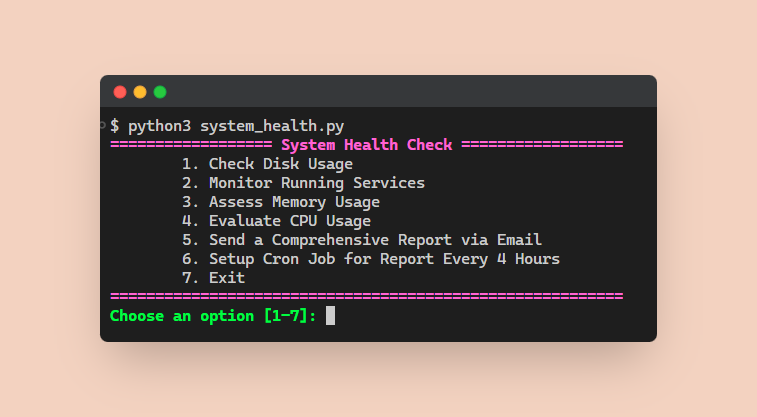 $ python3 system_health.py
================== System Health Check ==================
1. Check Disk Usage
2. Monitor Running Services
3. Assess Memory Usage
4. Evaluate CPU Usage
5. Send a Comprehensive Report via Email
6. Setup Cron Job for Report Every 4 Hours
7. Exit
=========================================================
Choose an option [1-7]: